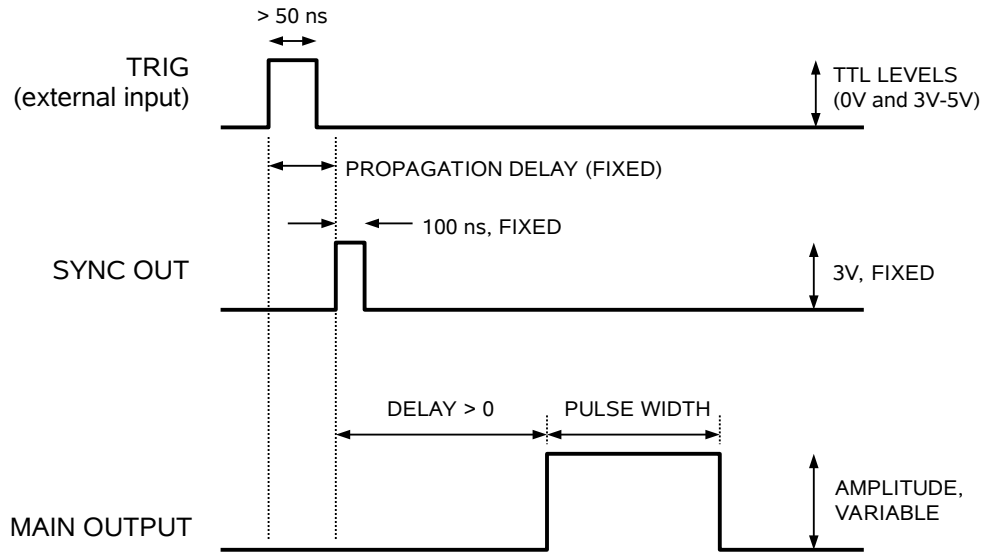 > 50 ns
TRIG
(external input)
TTL LEVELS
(0V and 3V-5V)
PROPAGATION DELAY (FIXED)
100 ns, FIXED
SYNC OUT
3V, FIXED
DELAY > 0
PULSE WIDTH
AMPLITUDE,
VARIABLE
MAIN OUTPUT